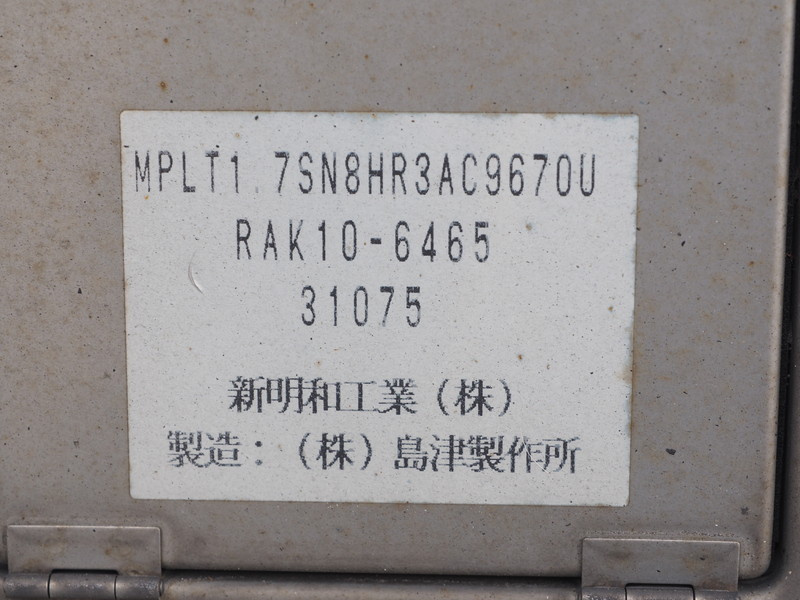 MPLT1.7SN8HR3AC9670U
RAK10-6465
31075
新明和工業（株）
製造：（株）島津製作所